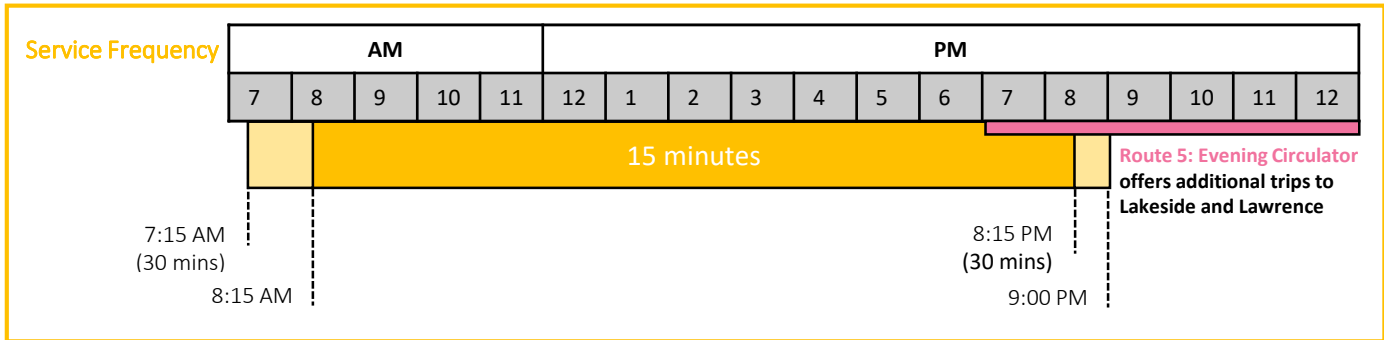 Service Frequency
AM PM
7 8 9 10 11 12 1 2 3 4 5 6 7 8 9 10 11 12
15 minutes
Route 5: Evening Circulator
offers additional trips to
Lakeside and Lawrence
7:15 AM
(30 mins)
8:15 AM
8:15 PM
(30 mins)
9:00 PM